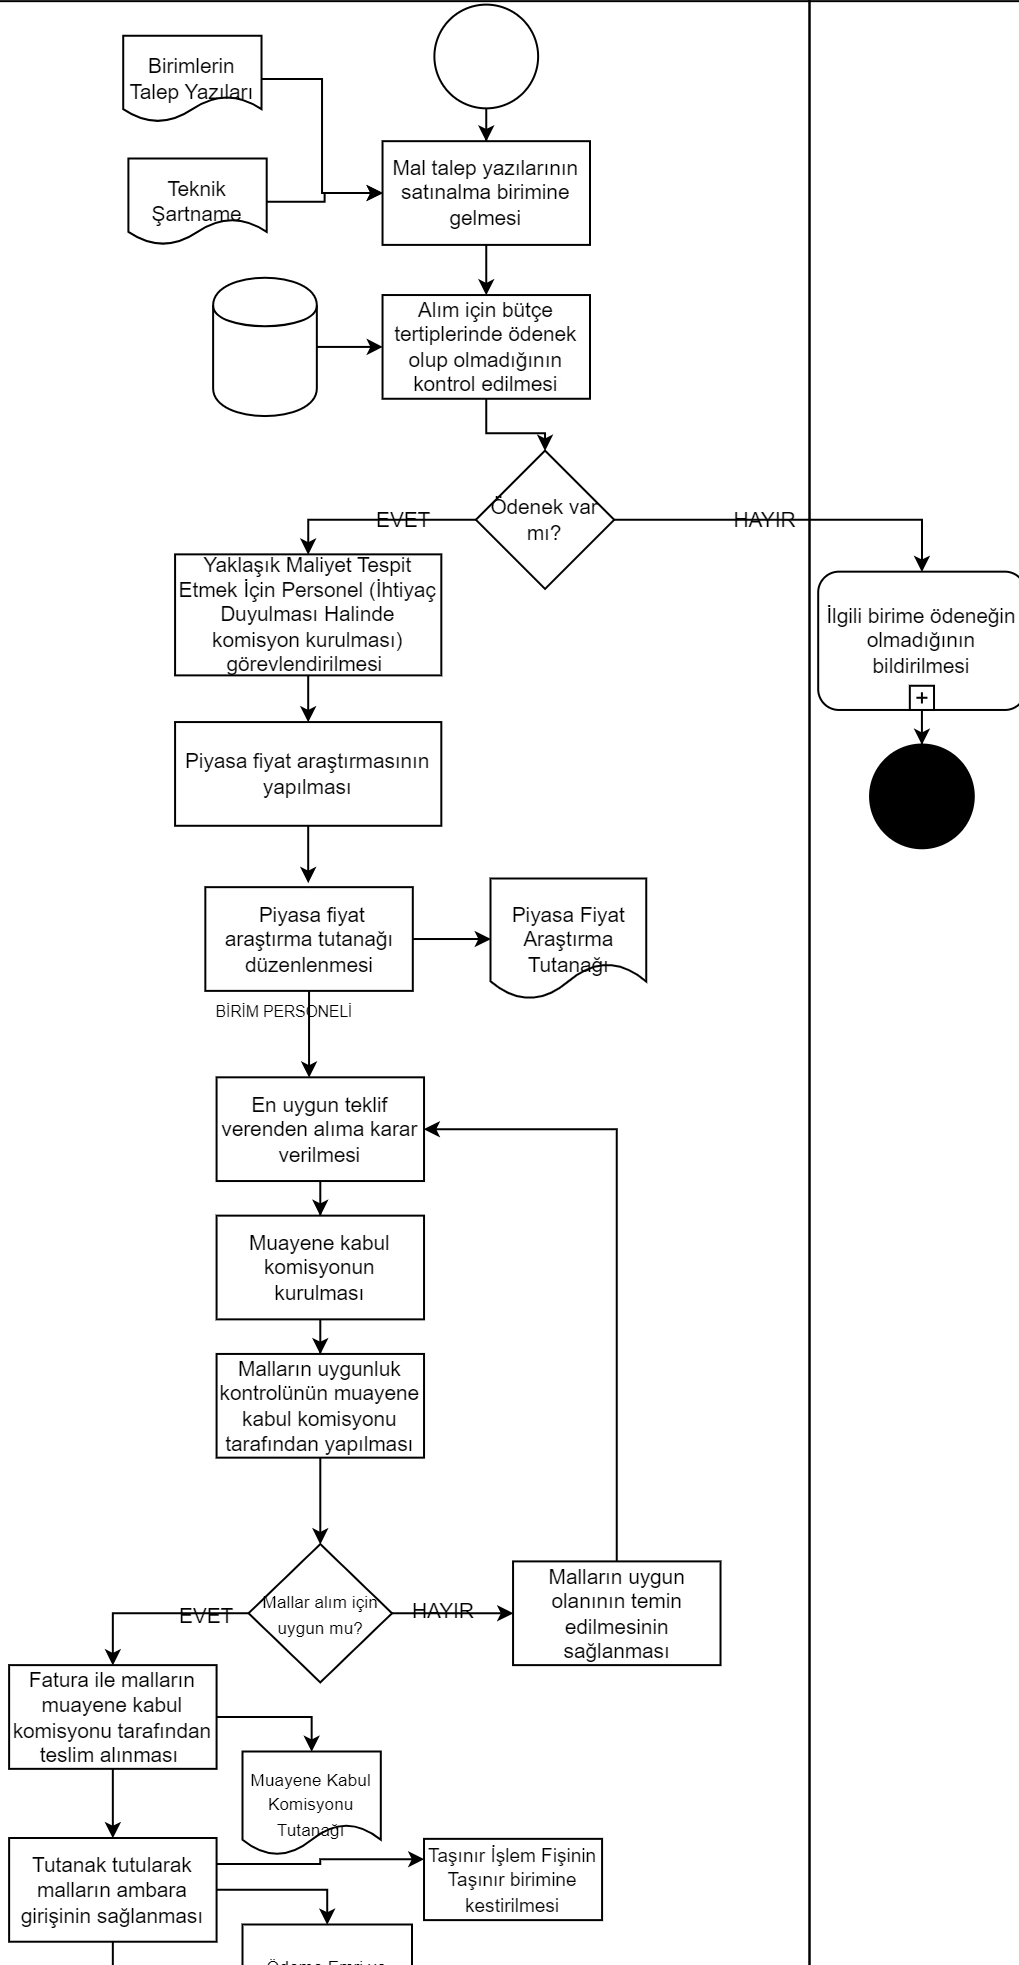 Birimlerin
Talep Yazıları
Teknik
Şartname
Mal talep yazılarının
satınalma birimine
gelmesi
Alım için bütçe
tertiplerinde ödenek
olup olmadığının
kontrol edilmesi
Ödenek var
mı?
EVET
HAYIR
Yaklaşık Maliyet Tespit
Etmek İçin Personel (İhtiyaç
Duyulması Halinde
komisyon kurulması)
görevlendirilmesi
İlgili birime ödeneğin
olmadığının
bildirilmesi
Piyasa fiyat araştırmasının
yapılması
Piyasa fiyat
araştırma tutanağı
düzenlenmesi
Piyasa Fiyat
Araştırma
Tutanağı
BİRİM PERSONELİ
En uygun teklif
verenden alıma karar
verilmesi
Muayene kabul
komisyonun
kurulması
Malların uygunluk
kontrolünün muayene
kabul komisyonu
tarafından yapılması
Mallar alım için
uygun mu?
EVET
HAYIR
Malların uygun
olanının temin
edilmesinin
sağlanması
Fatura ile malların
muayene kabul
komisyonu tarafından
teslim alınması
Muayene Kabul
Komisyonu
Tutanağı
Tutanak tutularak
malların ambara
girişinin sağlanması
Taşınır İşlem Fişinin
Taşınır birimine
kestirilmesi
Ödeme Emri ve